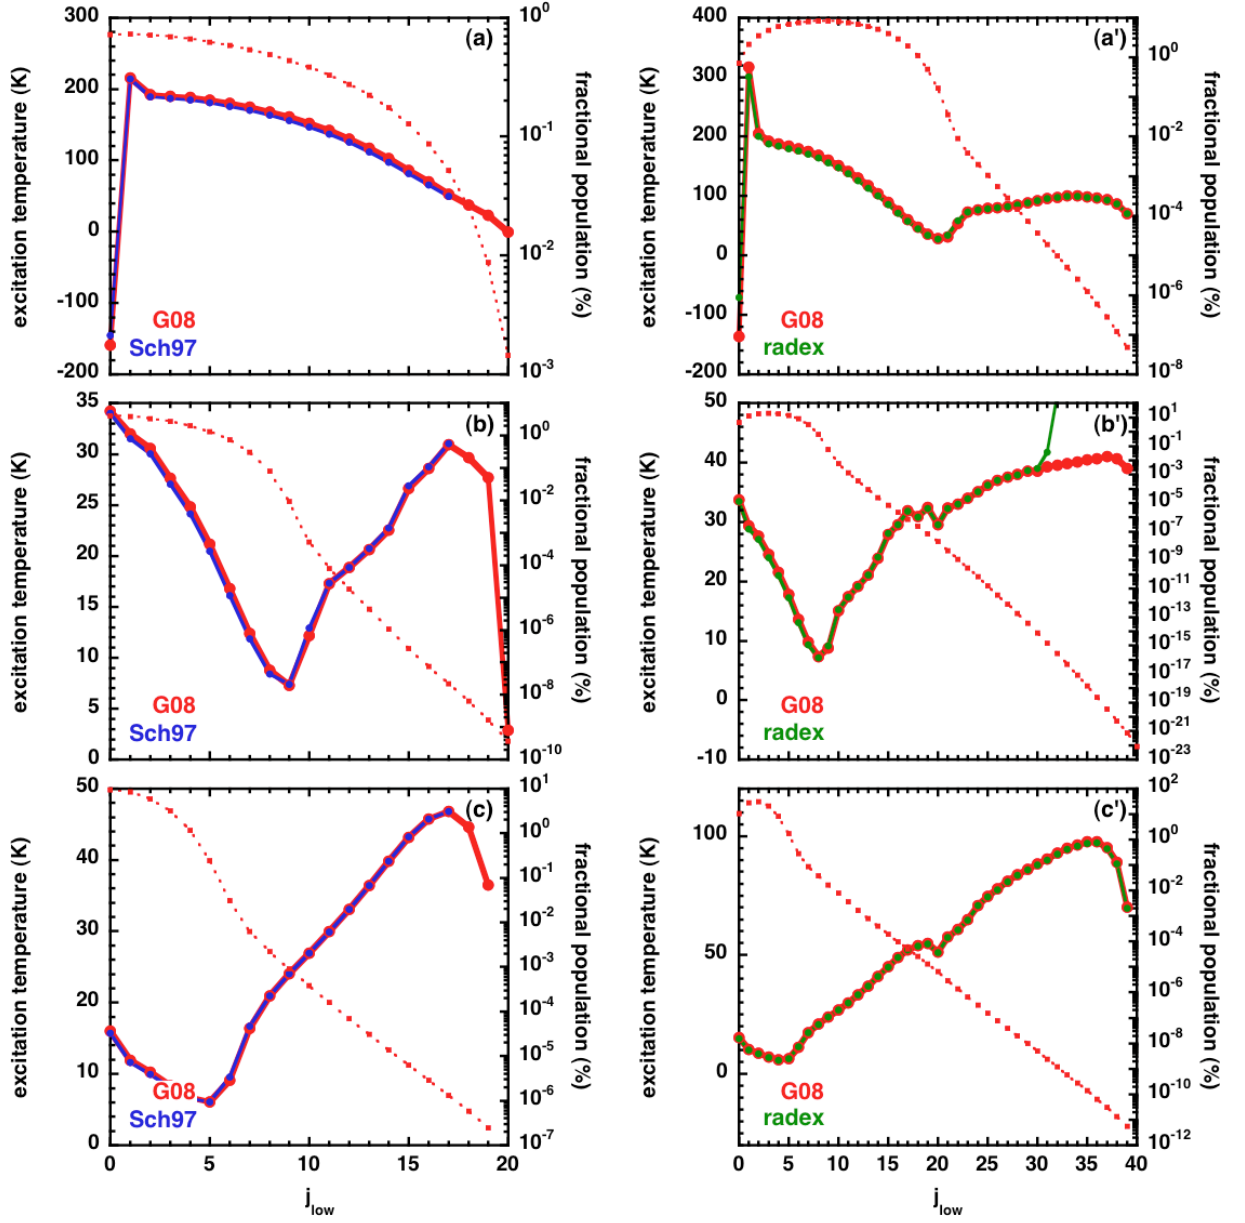 400
300
200
100
0
-100
-200
excitation temperature (K)
10^0
10^-1
10^-2
10^-3
fractional population (%)
(a)
G08
Sch97
400
300
200
100
0
-100
-200
excitation temperature (K)
10^0
10^-2
10^-4
10^-6
10^-8
fractional population (%)
(a')
G08
radex
35
30
25
20
15
10
5
0
excitation temperature (K)
10^0
10^-2
10^-4
10^-6
10^-8
10^-10
fractional population (%)
(b)
G08
Sch97
50
40
30
20
10
0
-10
excitation temperature (K)
10^1
10^-1
10^-3
10^-5
10^-7
10^-9
10^-11
10^-13
10^-15
10^-17
10^-19
10^-21
10^-23
fractional population (%)
(b')
G08
radex
50
40
30
20
10
0
excitation temperature (K)
10^1
10^0
10^-1
10^-2
10^-3
10^-4
10^-5
10^-6
10^-7
fractional population (%)
(c)
G08
Sch97
0 5 10 15 20
j_low
100
50
0
excitation temperature (K)
10^2
10^0
10^-2
10^-4
10^-6
10^-8
10^-10
10^-12
fractional population (%)
(c')
G08
radex
0 5 10 15 20 25 30 35 40
j_low